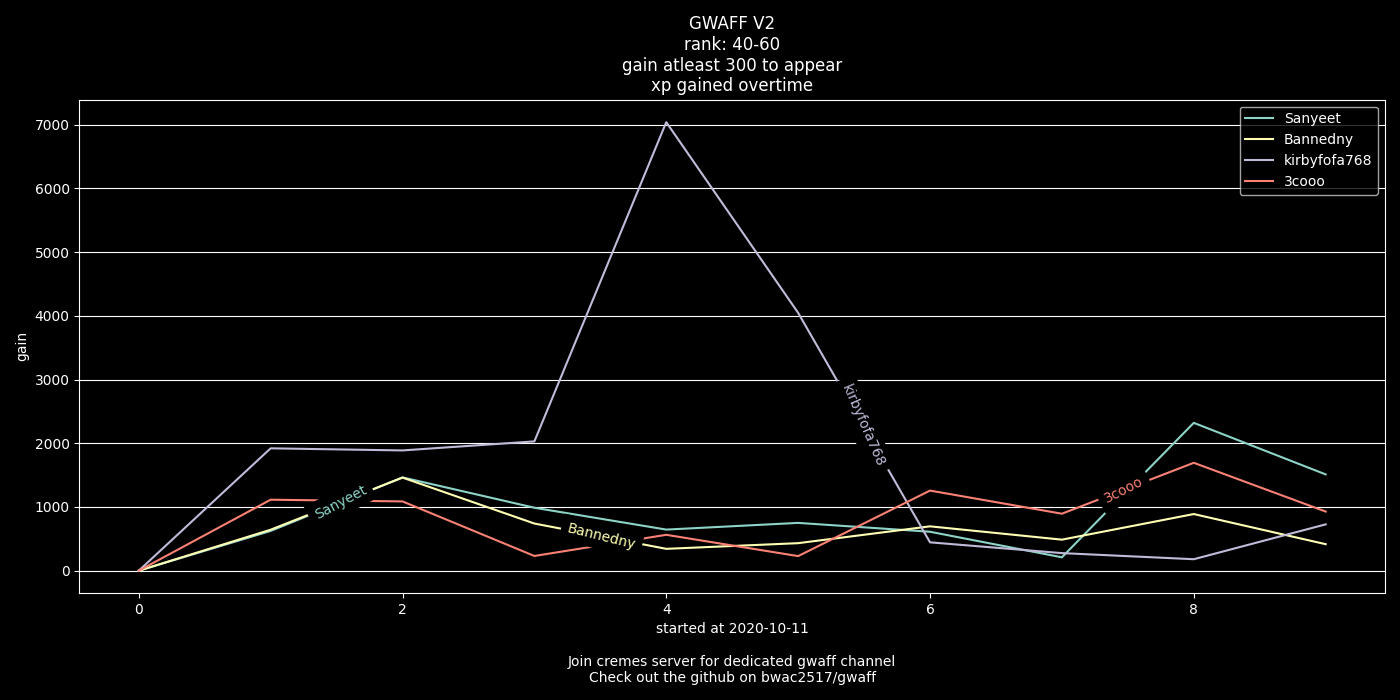 GWAFF V2
rank: 40-60
gain atleast 300 to appear
xp gained overtime
Sanyeet
Bannedny
kirbyfofa768
3cooo
7000
6000
5000
4000
3000
2000
1000
0
gain
kirbyfofa768
3cooo
Sanyeet
Bannedny
0
2
4
6
8
started at 2020-10-11
Join cremes server for dedicated gwaff channel
Check out the github on bwac2517/gwaff